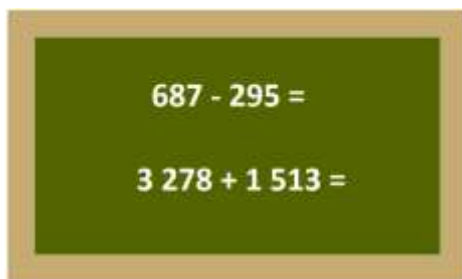 687 - 295 =
3 278 + 1 513 =